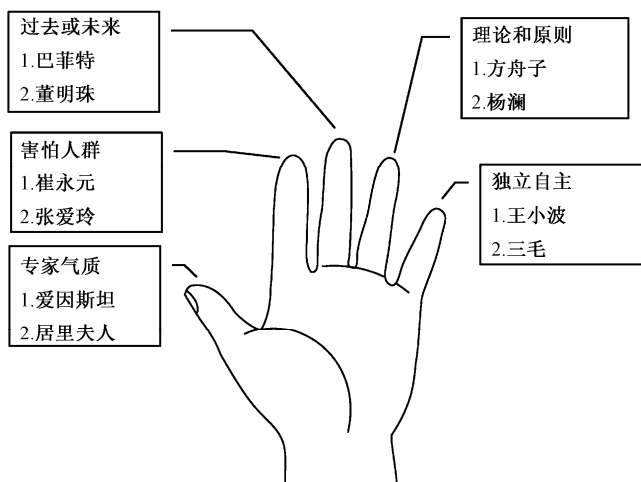 过去或未来
1.巴菲特
2.董明珠
理论和原则
1.方舟子
2.杨澜
害怕人群
1.崔永元
2.张爱玲
独立自主
1.王小波
2.三毛
专家气质
1.爱因斯坦
2.居里夫人